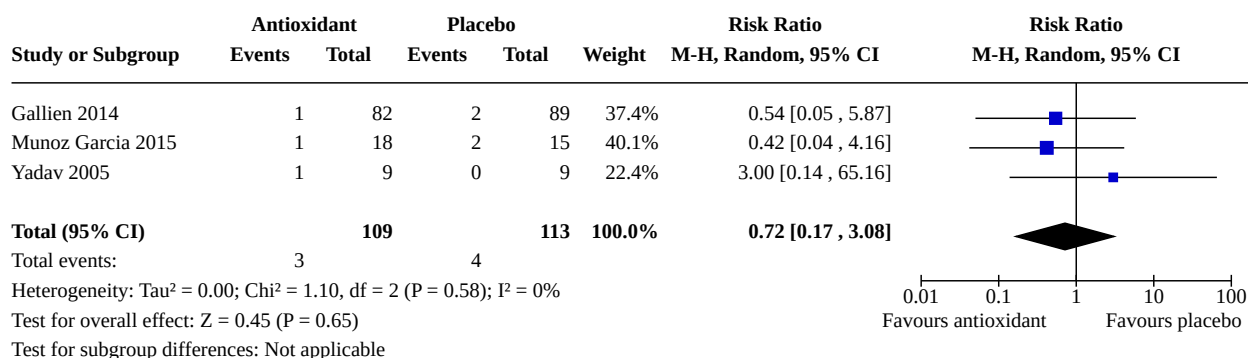 Antioxidant Placebo Risk Ratio Risk Ratio
Study or Subgroup Events Total Events Total Weight M-H, Random, 95% CI M-H, Random, 95% CI
Gallien 2014 1 82 2 89 37.4% 0.54 [0.05 , 5.87]
Munoz Garcia 2015 1 18 2 15 40.1% 0.42 [0.04 , 4.16]
Yadav 2005 1 9 0 9 22.4% 3.00 [0.14 , 65.16]
Total (95% CI) 109 113 100.0% 0.72 [0.17 , 3.08]
Total events: 3 4
Heterogeneity: Tau² = 0.00; Chi² = 1.10, df = 2 (P = 0.58); I² = 0%
0.01 0.1 1 10 100
Test for overall effect: Z = 0.45 (P = 0.65)
Favours antioxidant Favours placebo
Test for subgroup differences: Not applicable